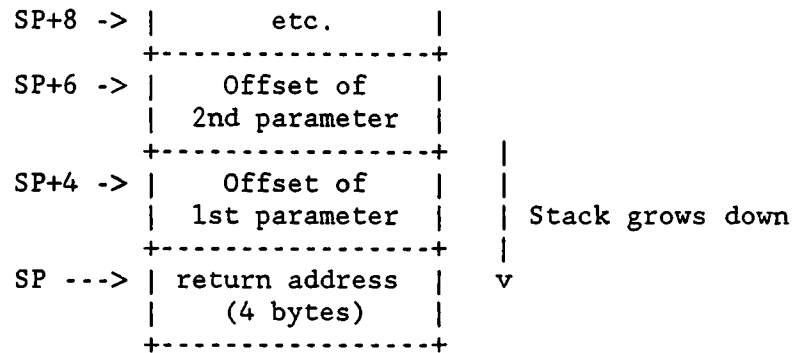 SP+8 -> |      etc.       |
        +-----------------+
SP+6 -> |    Offset of    |
        |  2nd parameter  |
        +-----------------+   |
SP+4 -> |    Offset of    |   |
        |  1st parameter  |   | Stack grows down
        +-----------------+   |
SP ---> | return address  |   v
        |    (4 bytes)    |
        +-----------------+